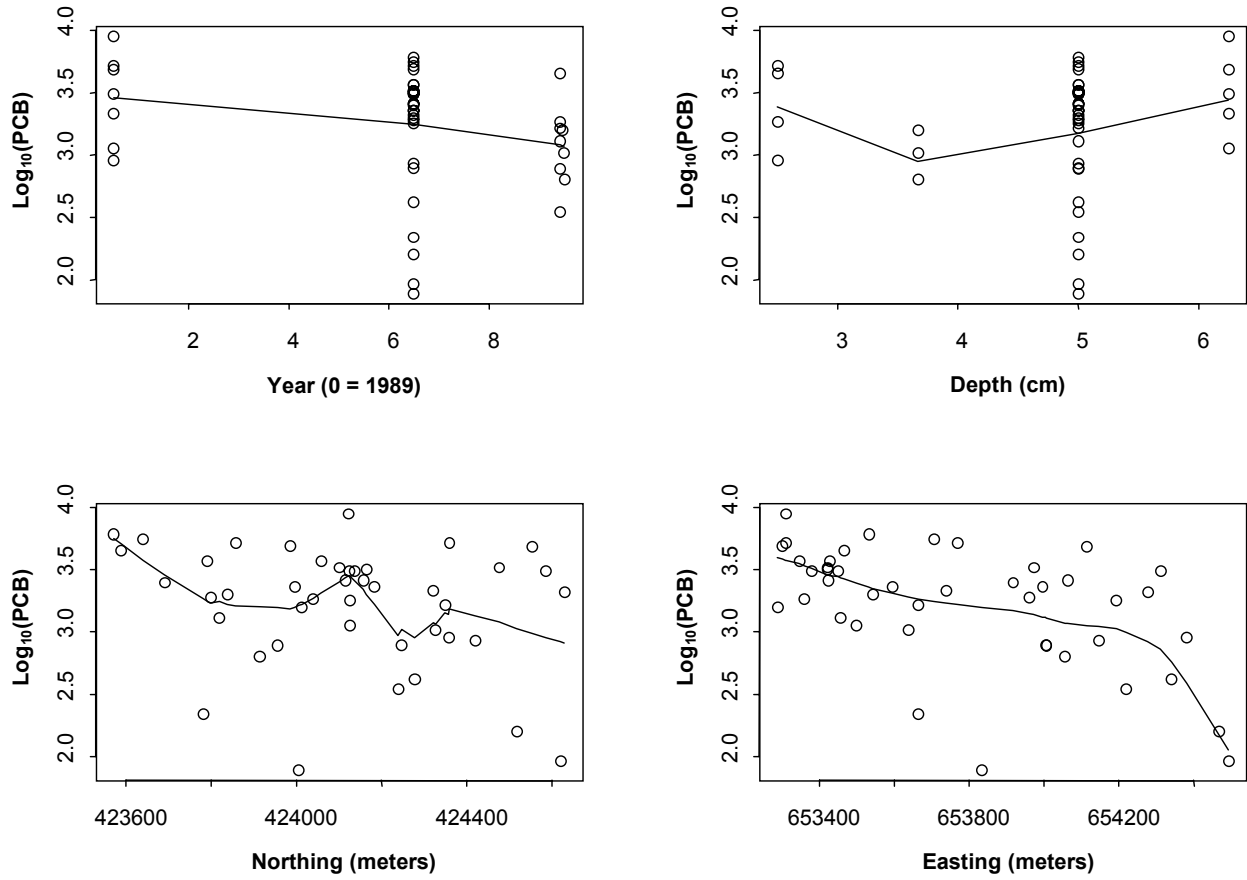 Log₁₀(PCB)
4.0
3.5
3.0
2.5
2.0
2 4 6 8
Year (0 = 1989)
Log₁₀(PCB)
4.0
3.5
3.0
2.5
2.0
3 4 5 6
Depth (cm)
Log₁₀(PCB)
4.0
3.5
3.0
2.5
2.0
423600 424000 424400
Northing (meters)
Log₁₀(PCB)
4.0
3.5
3.0
2.5
2.0
653400 653800 654200
Easting (meters)